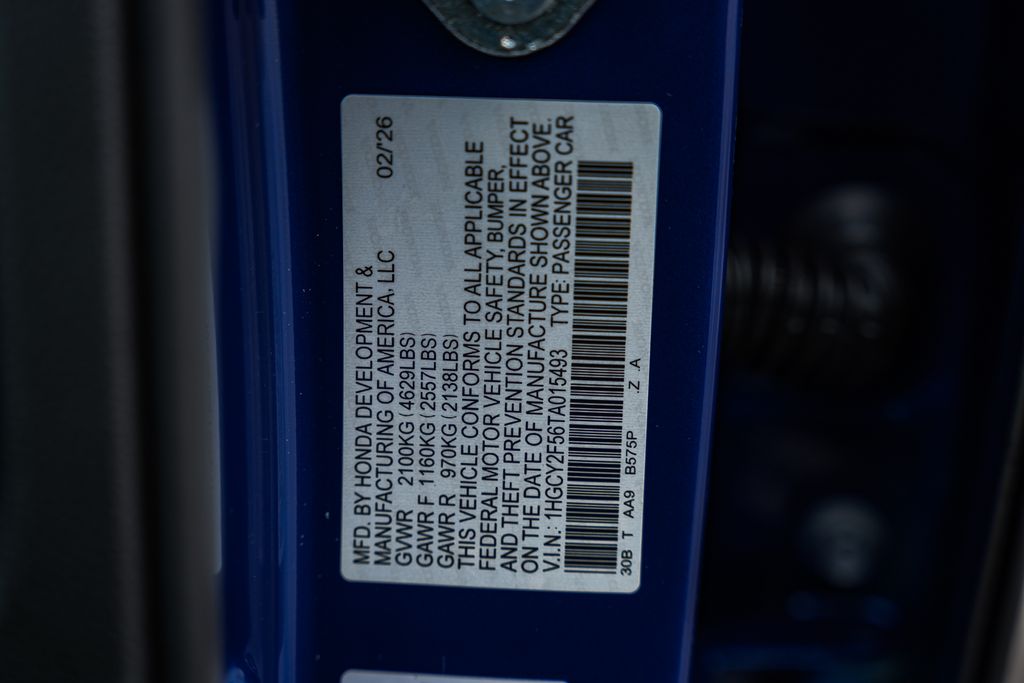 MFD. BY HONDA DEVELOPMENT &
MANUFACTURING OF AMERICA, LLC 02/'26
GVWR 2100KG (4629LBS)
GAWR F 1160KG (2557LBS)
GAWR R 970KG (2138LBS)
THIS VEHICLE CONFORMS TO ALL APPLICABLE
FEDERAL MOTOR VEHICLE SAFETY, BUMPER,
AND THEFT PREVENTION STANDARDS IN EFFECT
ON THE DATE OF MANUFACTURE SHOWN ABOVE.
V.I.N.: 1HGCY2F56TA015493 TYPE: PASSENGER CAR
30B T AA9 B575P .Z A